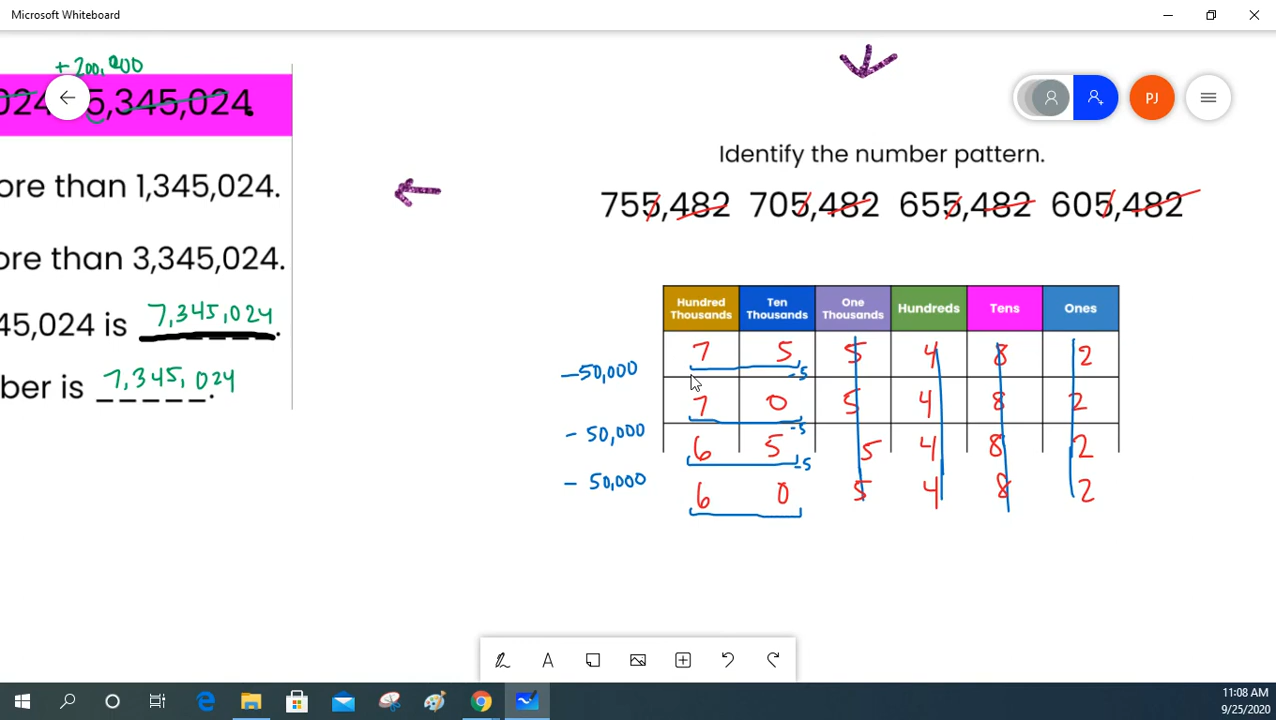 Microsoft Whiteboard
+200,000
024 5,345,024.
ore than 1,345,024.
ore than 3,345,024.
45,024 is 7,345,024.
ber is 7,345,024.
PJ
Identify the number pattern.
755,482 705,482 655,482 605,482
Hundred Thousands Ten Thousands One Thousands Hundreds Tens Ones
7 5 5 4 8 2
-50,000 -5
7 0 5 4 8 2
- 50,000 -5
6 5 5 4 8 2
- 50,000 -5
6 0 5 4 8 2
A
11:08 AM
9/25/2020